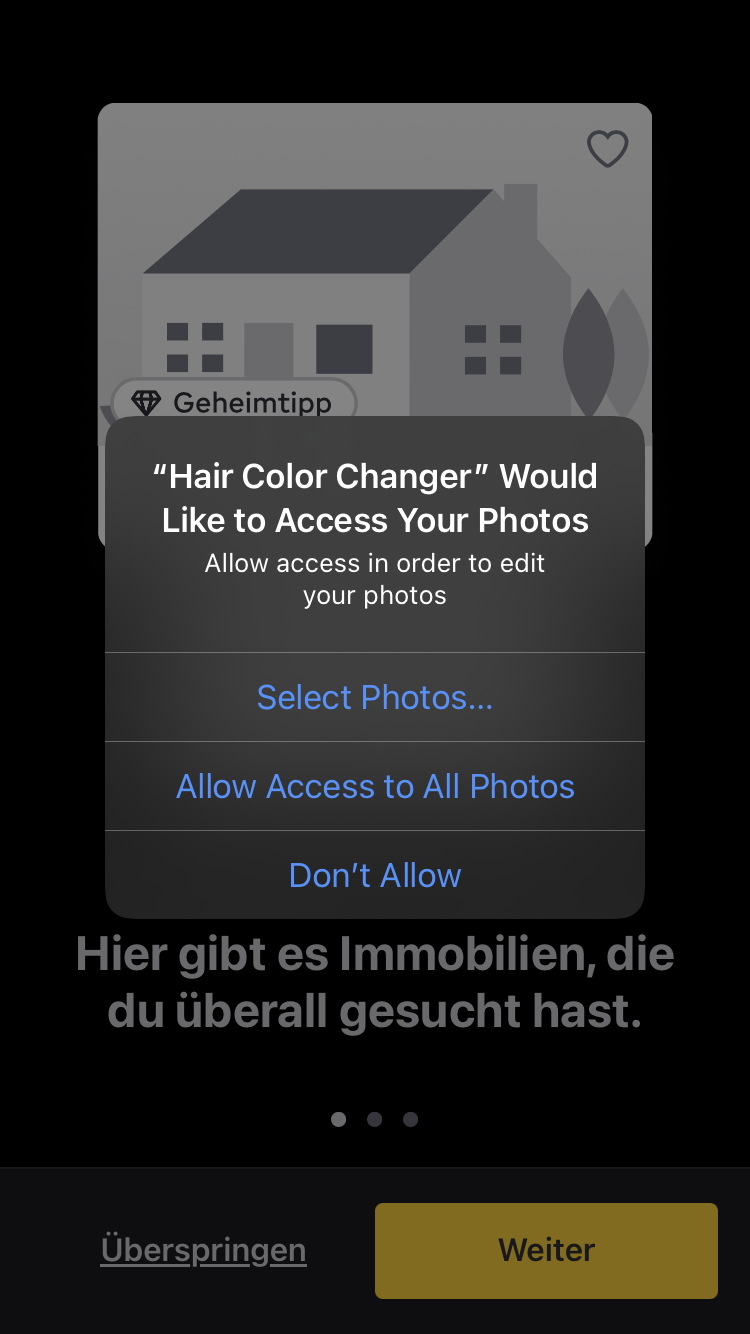 Geheimtipp
“Hair Color Changer” Would
Like to Access Your Photos
Allow access in order to edit
your photos
Select Photos...
Allow Access to All Photos
Don’t Allow
Hier gibt es Immobilien, die
du überall gesucht hast.
Überspringen
Weiter